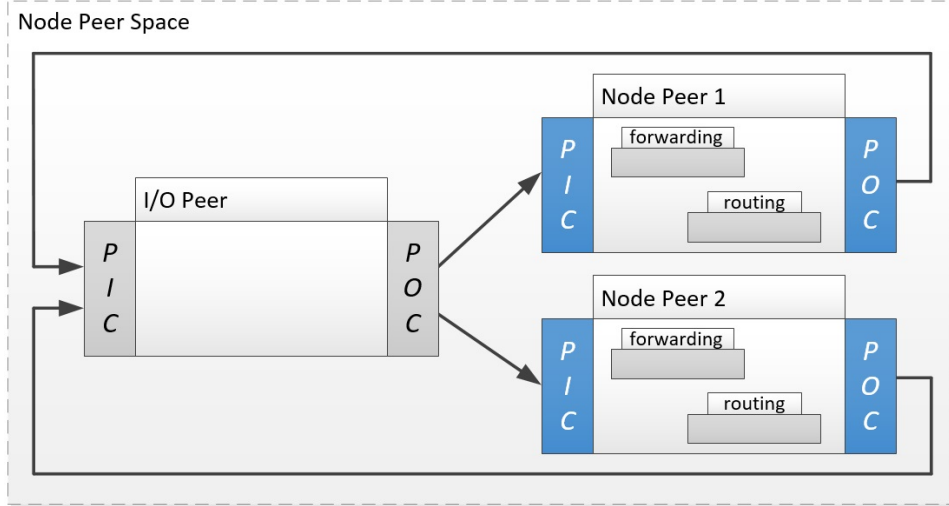 Node Peer Space
I/O Peer
P
I
C
P
O
C
Node Peer 1
P
I
C
forwarding
routing
P
O
C
Node Peer 2
P
I
C
forwarding
routing
P
O
C